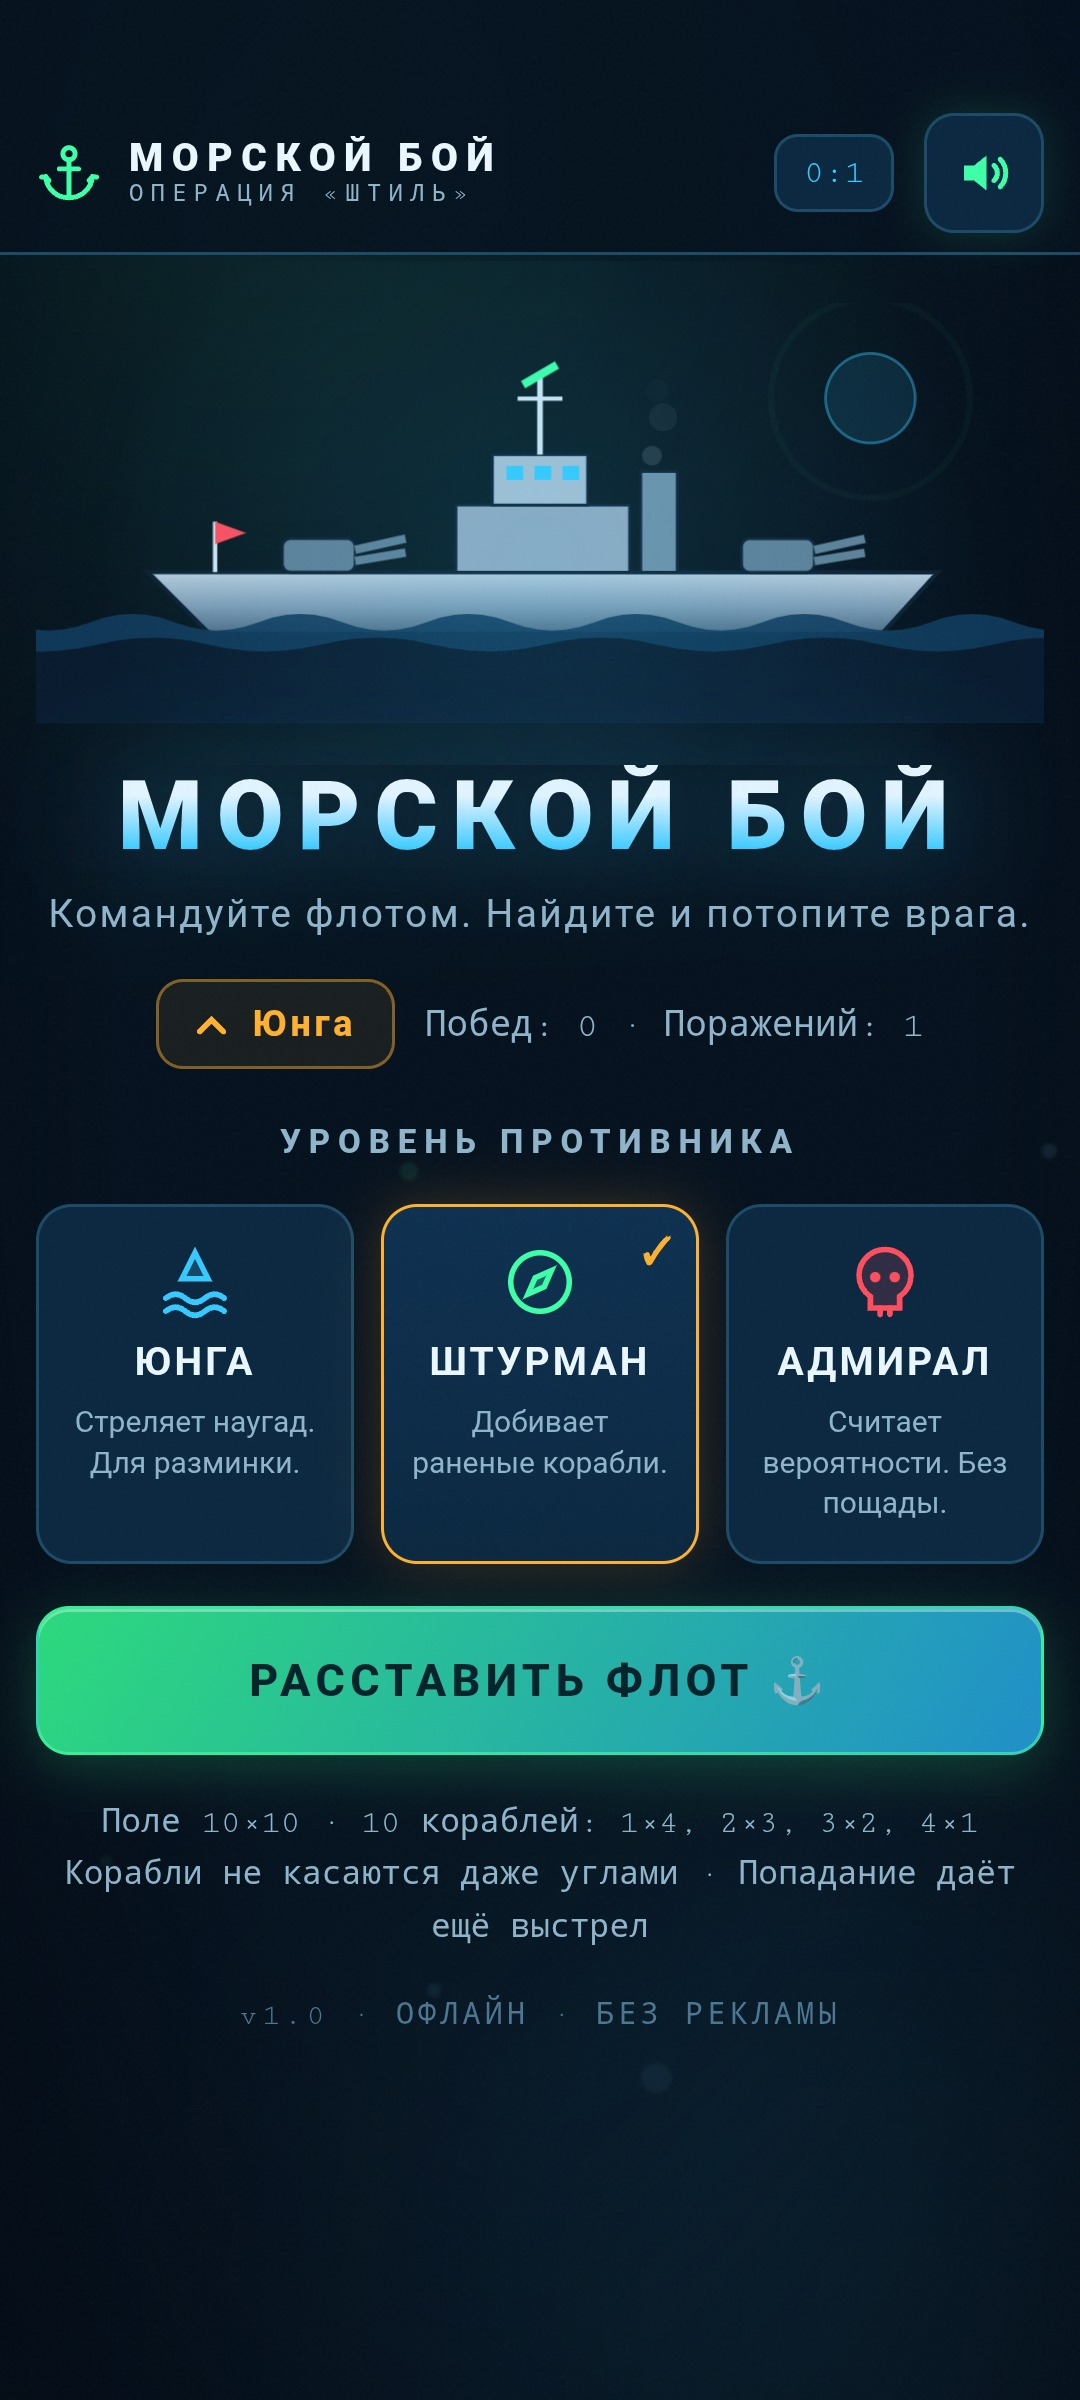 МОРСКОЙ БОЙ
ОПЕРАЦИЯ «ШТИЛЬ»
0:1
МОРСКОЙ БОЙ
Командуйте флотом. Найдите и потопите врага.
Юнга
Побед: 0 · Поражений: 1
УРОВЕНЬ ПРОТИВНИКА
ЮНГА
Стреляет наугад.
Для разминки.
ШТУРМАН
Добивает
раненые корабли.
АДМИРАЛ
Считает
вероятности. Без
пощады.
РАССТАВИТЬ ФЛОТ ⚓
Поле 10×10 · 10 кораблей: 1×4, 2×3, 3×2, 4×1
Корабли не касаются даже углами · Попадание даёт
ещё выстрел
v1.0 · ОФЛАЙН · БЕЗ РЕКЛАМЫ